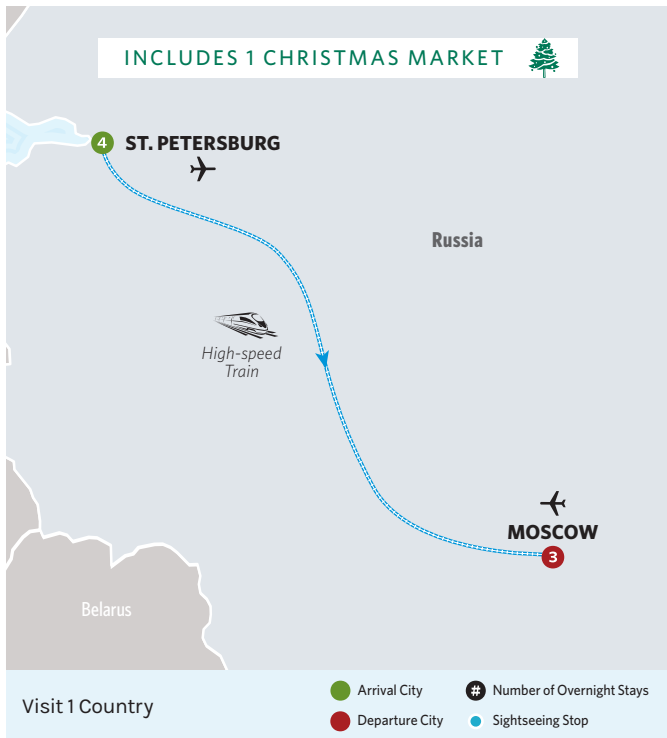 INCLUDES 1 CHRISTMAS MARKET
4 ST. PETERSBURG
Russia
High-speed
Train
MOSCOW
3
Belarus
Visit 1 Country
Arrival City
# Number of Overnight Stays
Departure City
Sightseeing Stop